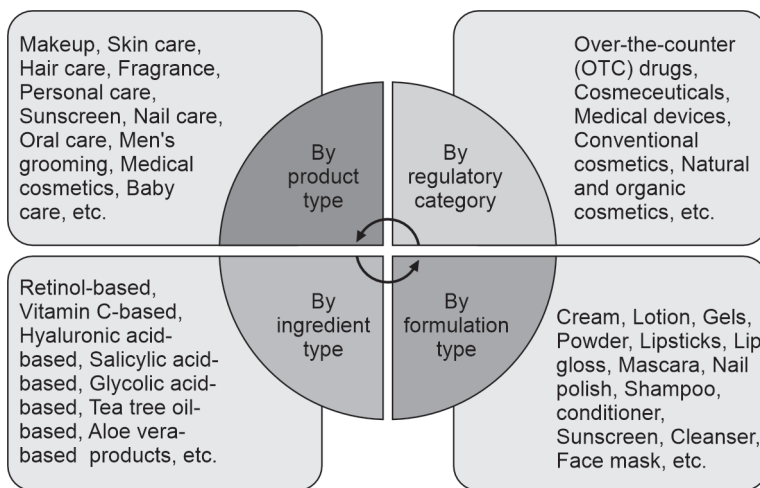 Makeup, Skin care,
Hair care, Fragrance,
Personal care,
Sunscreen, Nail care,
Oral care, Men's
grooming, Medical
cosmetics, Baby
care, etc.
By
product
type
By
regulatory
category
Over-the-counter
(OTC) drugs,
Cosmeceuticals,
Medical devices,
Conventional
cosmetics, Natural
and organic
cosmetics, etc.
Retinol-based,
Vitamin C-based,
Hyaluronic acid-
based, Salicylic acid-
based, Glycolic acid-
based, Tea tree oil-
based, Aloe vera-
based products, etc.
By
ingredient
type
By
formulation
type
Cream, Lotion, Gels,
Powder, Lipsticks, Lip
gloss, Mascara, Nail
polish, Shampoo,
conditioner,
Sunscreen, Cleanser,
Face mask, etc.